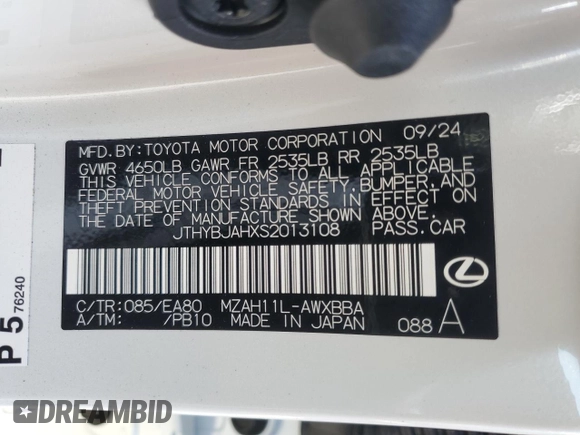 MFD.BY:TOYOTA MOTOR CORPORATION 09/24
GVWR 4650LB GAWR FR 2535LB RR 2535LB
THIS VEHICLE CONFORMS TO ALL APPLICABLE
FEDERAL MOTOR VEHICLE SAFETY,BUMPER,AND
THEFT PREVENTION STANDARDS IN EFFECT ON
THE DATE OF MANUFACTURE SHOWN ABOVE.
JTHYBJAHXS2013108 PASS.CAR
C/TR:085/EA80 MZAH11L-AWXBBA
A/TM: /PB10 MADE IN JAPAN 088 A
P 5 76240
DREAMBID